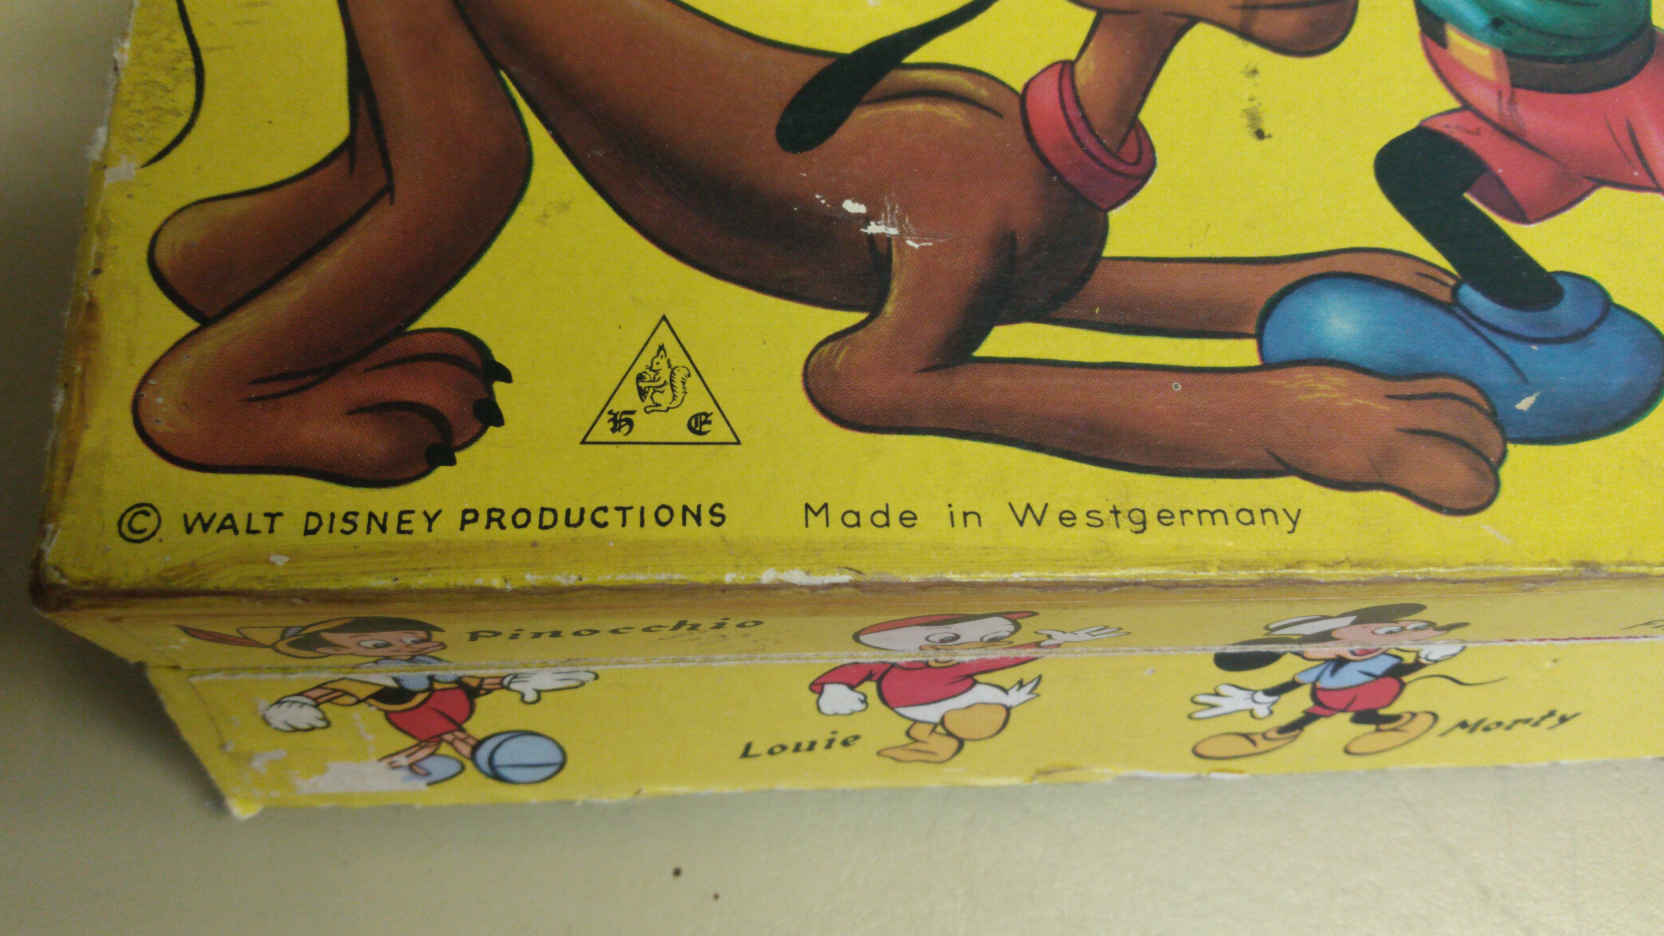 H E
© WALT DISNEY PRODUCTIONS Made in Westgermany
Pinocchio
Louie
Morty